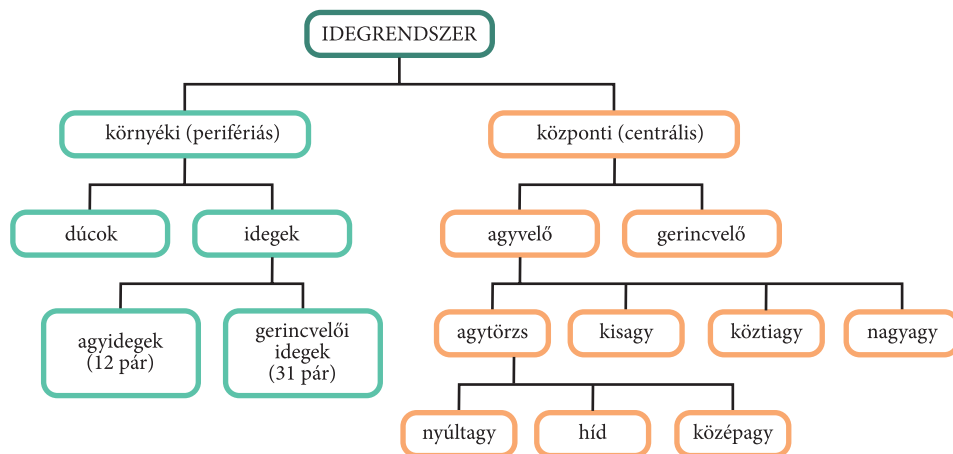 IDEGRENDSZER
környéki (perifériás)
központi (centrális)
dúcok
idegek
agyvelő
gerincvelő
agyidegek
(12 pár)
gerincvelői
idegek
(31 pár)
agytörzs
kisagy
köztiagy
nagyagy
nyúltagy
híd
középagy